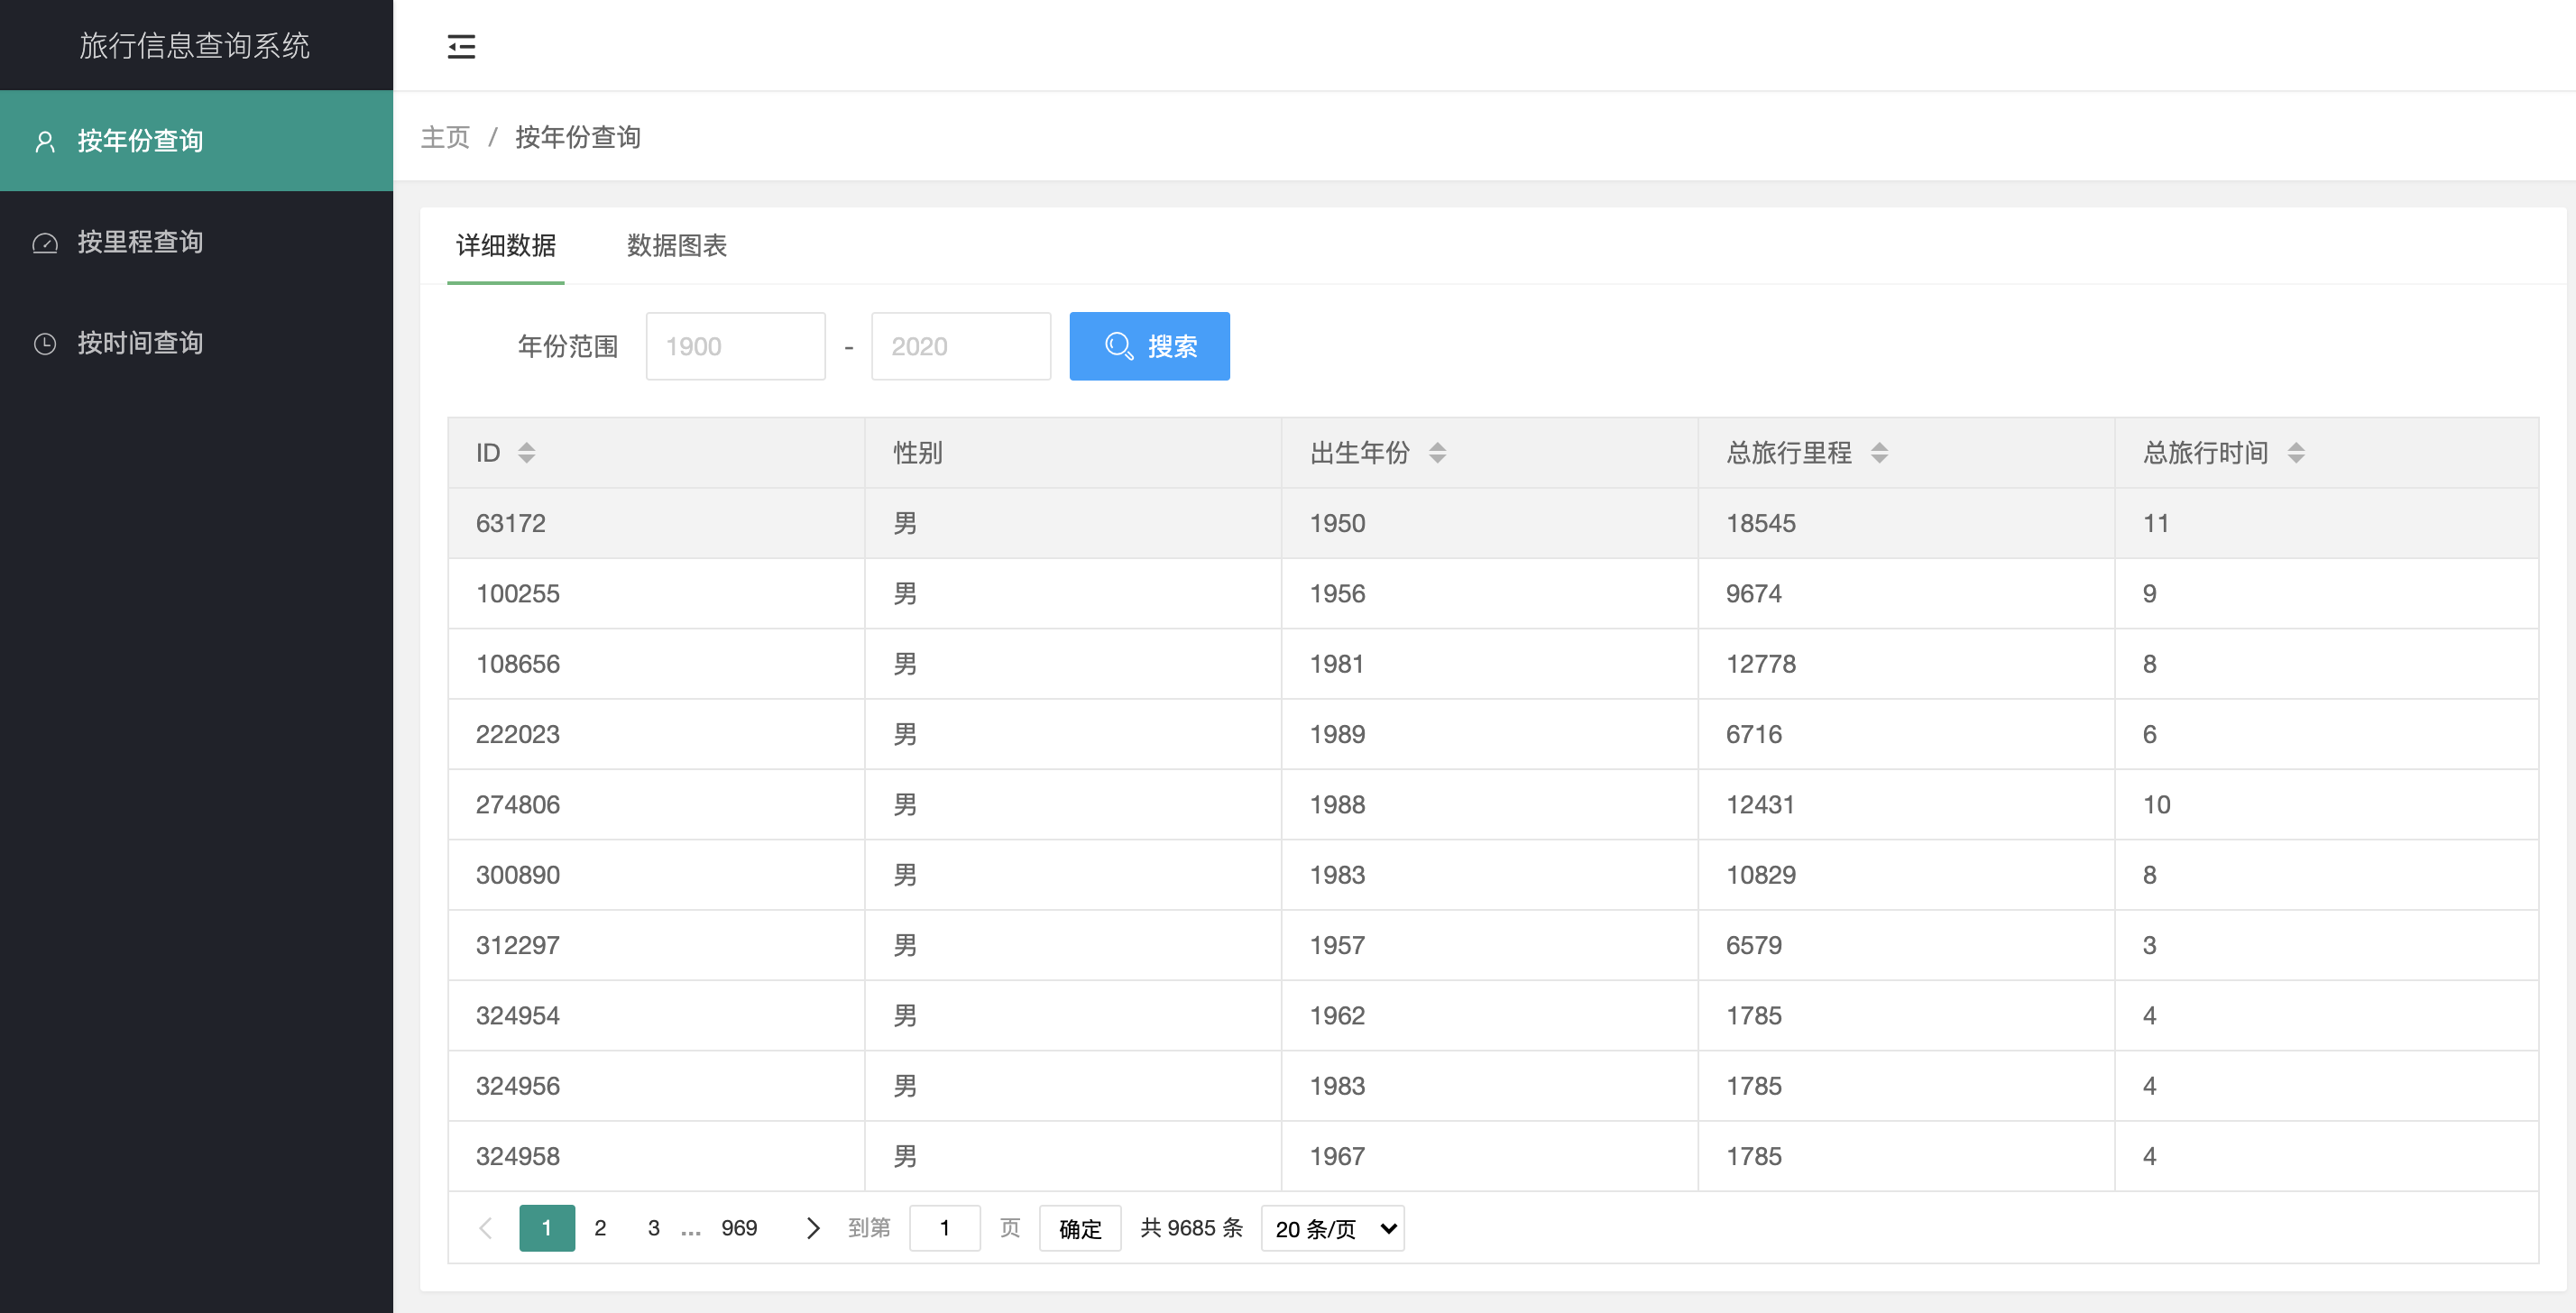 旅行信息查询系统
按年份查询
按里程查询
按时间查询
主页 / 按年份查询
详细数据 数据图表
年份范围 1900 - 2020 搜索
ID 性别 出生年份 总旅行里程 总旅行时间
63172 男 1950 18545 11
100255 男 1956 9674 9
108656 男 1981 12778 8
222023 男 1989 6716 6
274806 男 1988 12431 10
300890 男 1983 10829 8
312297 男 1957 6579 3
324954 男 1962 1785 4
324956 男 1983 1785 4
324958 男 1967 1785 4
1 2 3 ... 969 到第 1 页 确定 共 9685 条 20 条/页